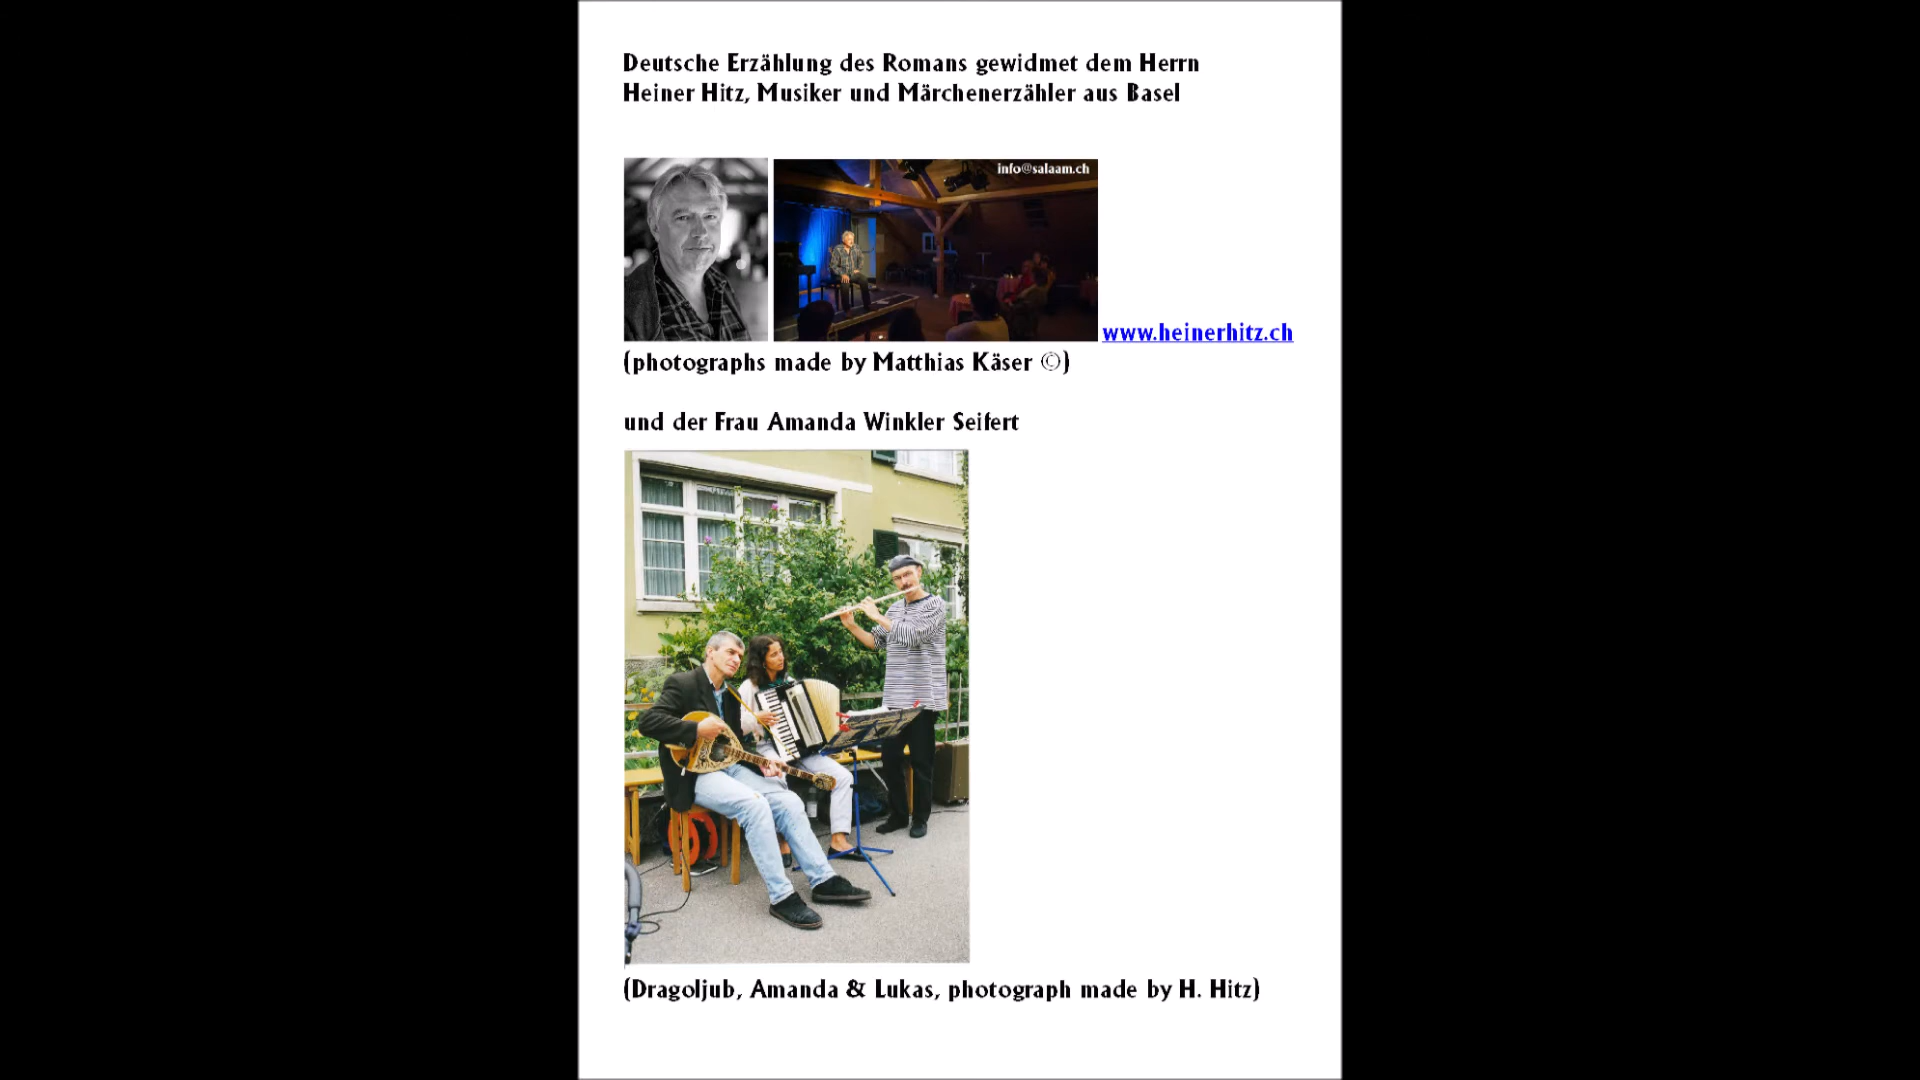 Deutsche Erzählung des Romans gewidmet dem Herrn
Heiner Hitz, Musiker und Märchenerzähler aus Basel
info@salaam.ch
www.heinerhitz.ch
(photographs made by Matthias Käser ©)
und der Frau Amanda Winkler Seifert
(Dragoljub, Amanda & Lukas, photograph made by H. Hitz)